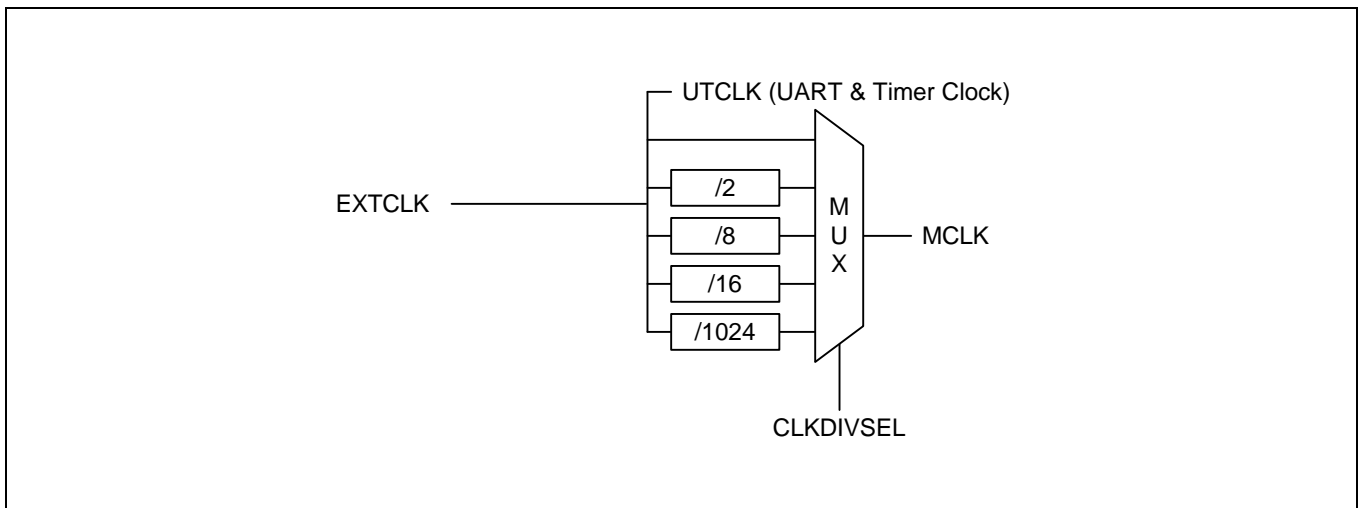 UTCLK (UART & Timer Clock)
/2
EXTCLK
M
/8
U
MCLK
X
/16
/1024
CLKDIVSEL